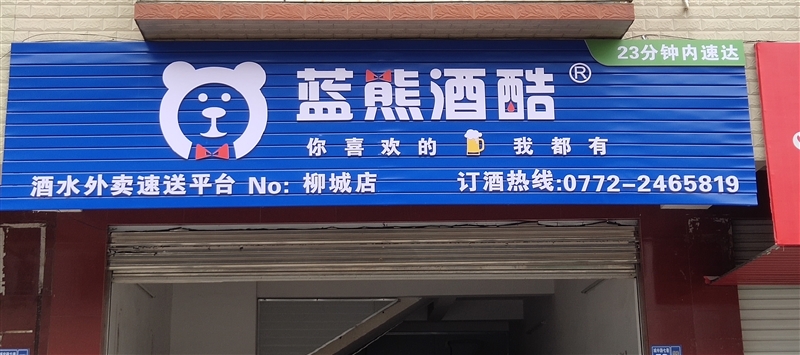 23分钟内速达
蓝熊酒酷®
你喜欢的 我都有
酒水外卖速送平台 No: 柳城店 订酒热线:0772-2465819